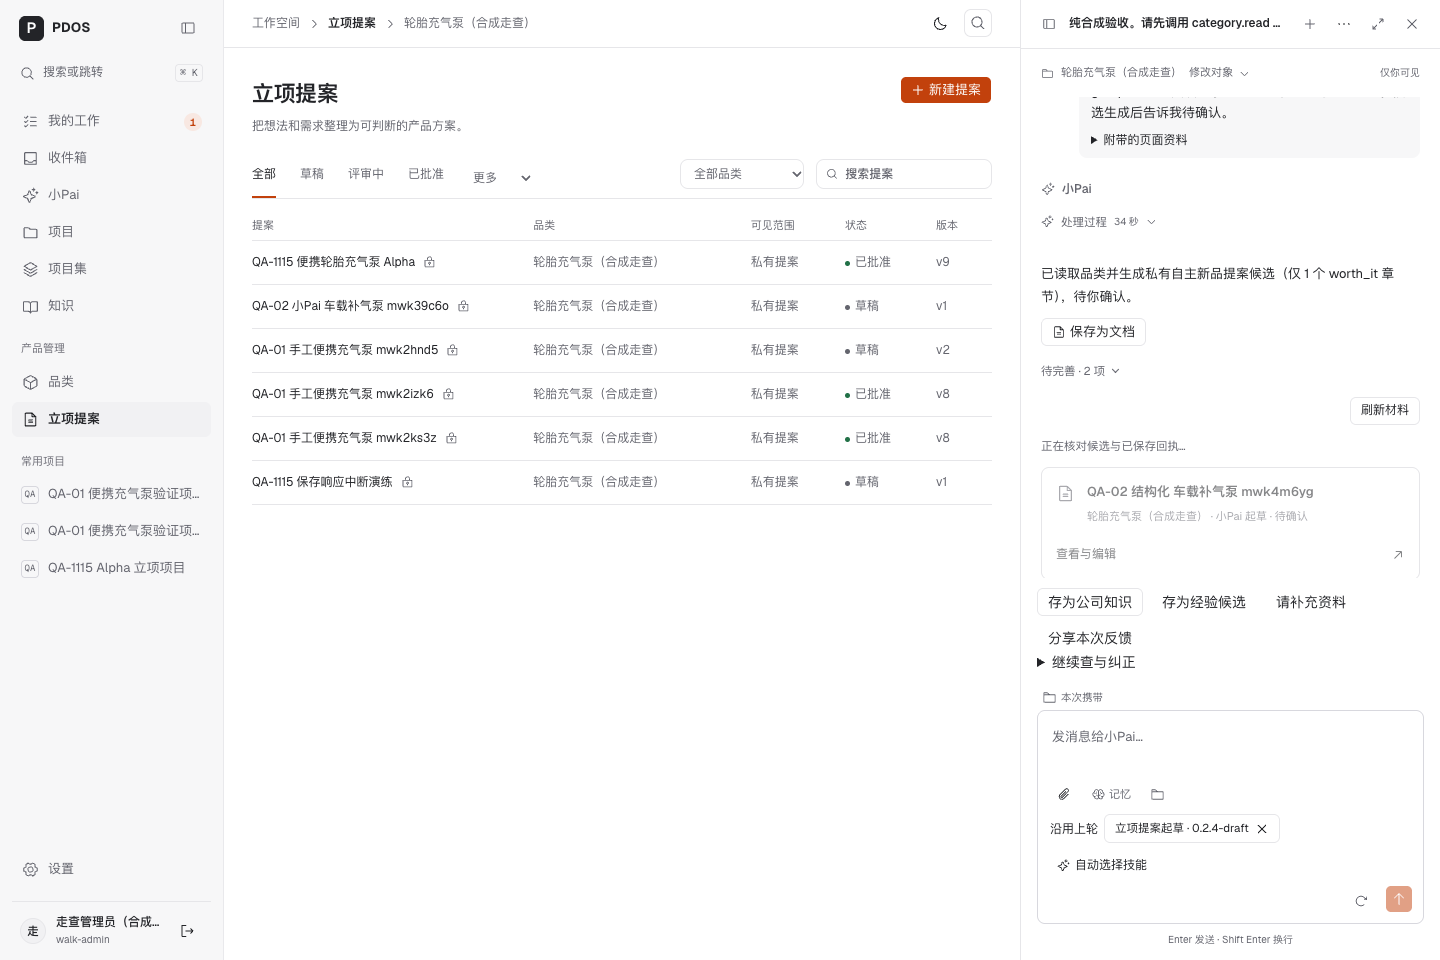 P PDOS
搜索或跳转 ⌘ K
我的工作 1
收件箱
小Pai
项目
项目集
知识
产品管理
品类
立项提案
常用项目
QA QA-01 便携充气泵验证项...
QA QA-01 便携充气泵验证项...
QA QA-1115 Alpha 立项项目
设置
走 走查管理员（合成...
walk-admin
工作空间 > 立项提案 > 轮胎充气泵（合成走查）
立项提案
新建提案
把想法和需求整理为可判断的产品方案。
全部 草稿 评审中 已批准 更多 全部品类 搜索提案
提案 品类 可见范围 状态 版本
QA-1115 便携轮胎充气泵 Alpha 轮胎充气泵（合成走查） 私有提案 已批准 v9
QA-02 小Pai 车载补气泵 mwk39c6o 轮胎充气泵（合成走查） 私有提案 草稿 v1
QA-01 手工便携充气泵 mwk2hnd5 轮胎充气泵（合成走查） 私有提案 草稿 v2
QA-01 手工便携充气泵 mwk2izk6 轮胎充气泵（合成走查） 私有提案 已批准 v8
QA-01 手工便携充气泵 mwk2ks3z 轮胎充气泵（合成走查） 私有提案 已批准 v8
QA-1115 保存响应中断演练 轮胎充气泵（合成走查） 私有提案 草稿 v1
纯合成验收。请先调用 category.read ...
轮胎充气泵（合成走查） 修改对象 仅你可见
选生成后告诉我待确认。
附带的页面资料
小Pai
处理过程 34 秒
已读取品类并生成私有自主新品提案候选（仅 1 个 worth_it 章
节），待你确认。
保存为文档
待完善 · 2 项
刷新材料
正在核对候选与已保存回执...
QA-02 结构化 车载补气泵 mwk4m6yg
轮胎充气泵（合成走查） · 小Pai 起草 · 待确认
查看与编辑
存为公司知识 存为经验候选 请补充资料
分享本次反馈
继续查与纠正
本次携带
发消息给小Pai...
记忆
沿用上轮 立项提案起草 · 0.2.4-draft
自动选择技能
Enter 发送 · Shift Enter 换行